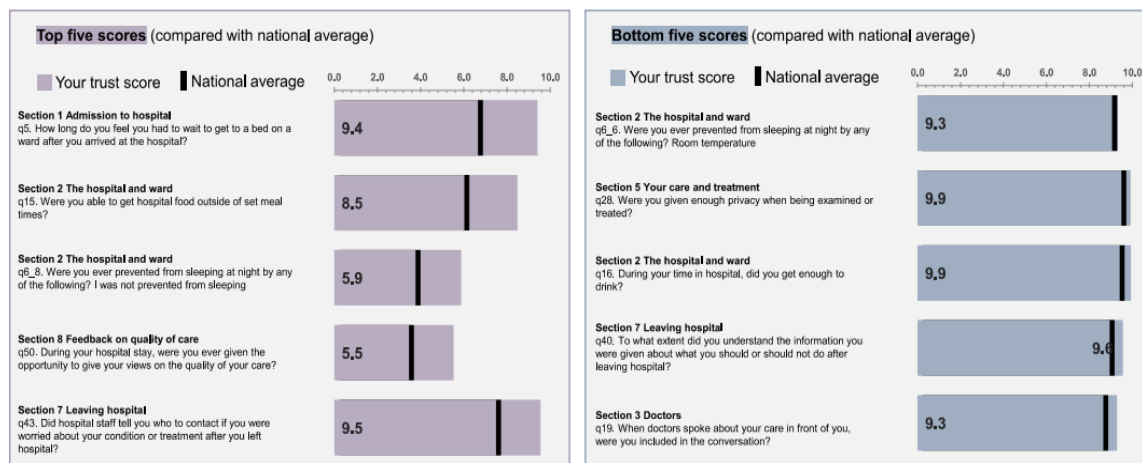 Top five scores (compared with national average)
Your trust score National average
0.0 2.0 4.0 6.0 8.0 10.0
Section 1 Admission to hospital
q5. How long do you feel you had to wait to get to a bed on a
ward after you arrived at the hospital?
9.4
Section 2 The hospital and ward
q15. Were you able to get hospital food outside of set meal
times?
8.5
Section 2 The hospital and ward
q6_8. Were you ever prevented from sleeping at night by any
of the following? I was not prevented from sleeping
5.9
Section 8 Feedback on quality of care
q50. During your hospital stay, were you ever given the
opportunity to give your views on the quality of your care?
5.5
Section 7 Leaving hospital
q43. Did hospital staff tell you who to contact if you were
worried about your condition or treatment after you left
hospital?
9.5
Bottom five scores (compared with national average)
Your trust score National average
0.0 2.0 4.0 6.0 8.0 10.0
Section 2 The hospital and ward
q6_6. Were you ever prevented from sleeping at night by any
of the following? Room temperature
9.3
Section 5 Your care and treatment
q28. Were you given enough privacy when being examined or
treated?
9.9
Section 2 The hospital and ward
q16. During your time in hospital, did you get enough to
drink?
9.9
Section 7 Leaving hospital
q40. To what extent did you understand the information you
were given about what you should or should not do after
leaving hospital?
9.6
Section 3 Doctors
q19. When doctors spoke about your care in front of you,
were you included in the conversation?
9.3